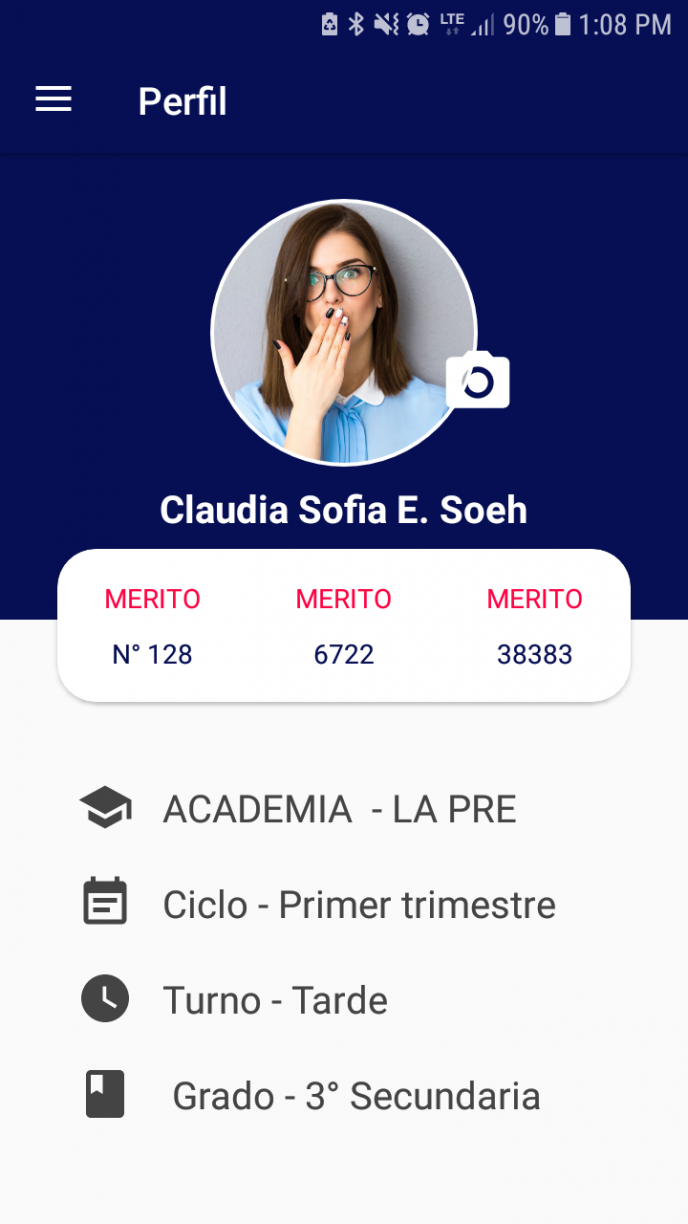 LTE 90% 1:08 PM
Perfil
Claudia Sofia E. Soeh
MERITO MERITO MERITO
N° 128 6722 38383
ACADEMIA - LA PRE
Ciclo - Primer trimestre
Turno - Tarde
Grado - 3° Secundaria